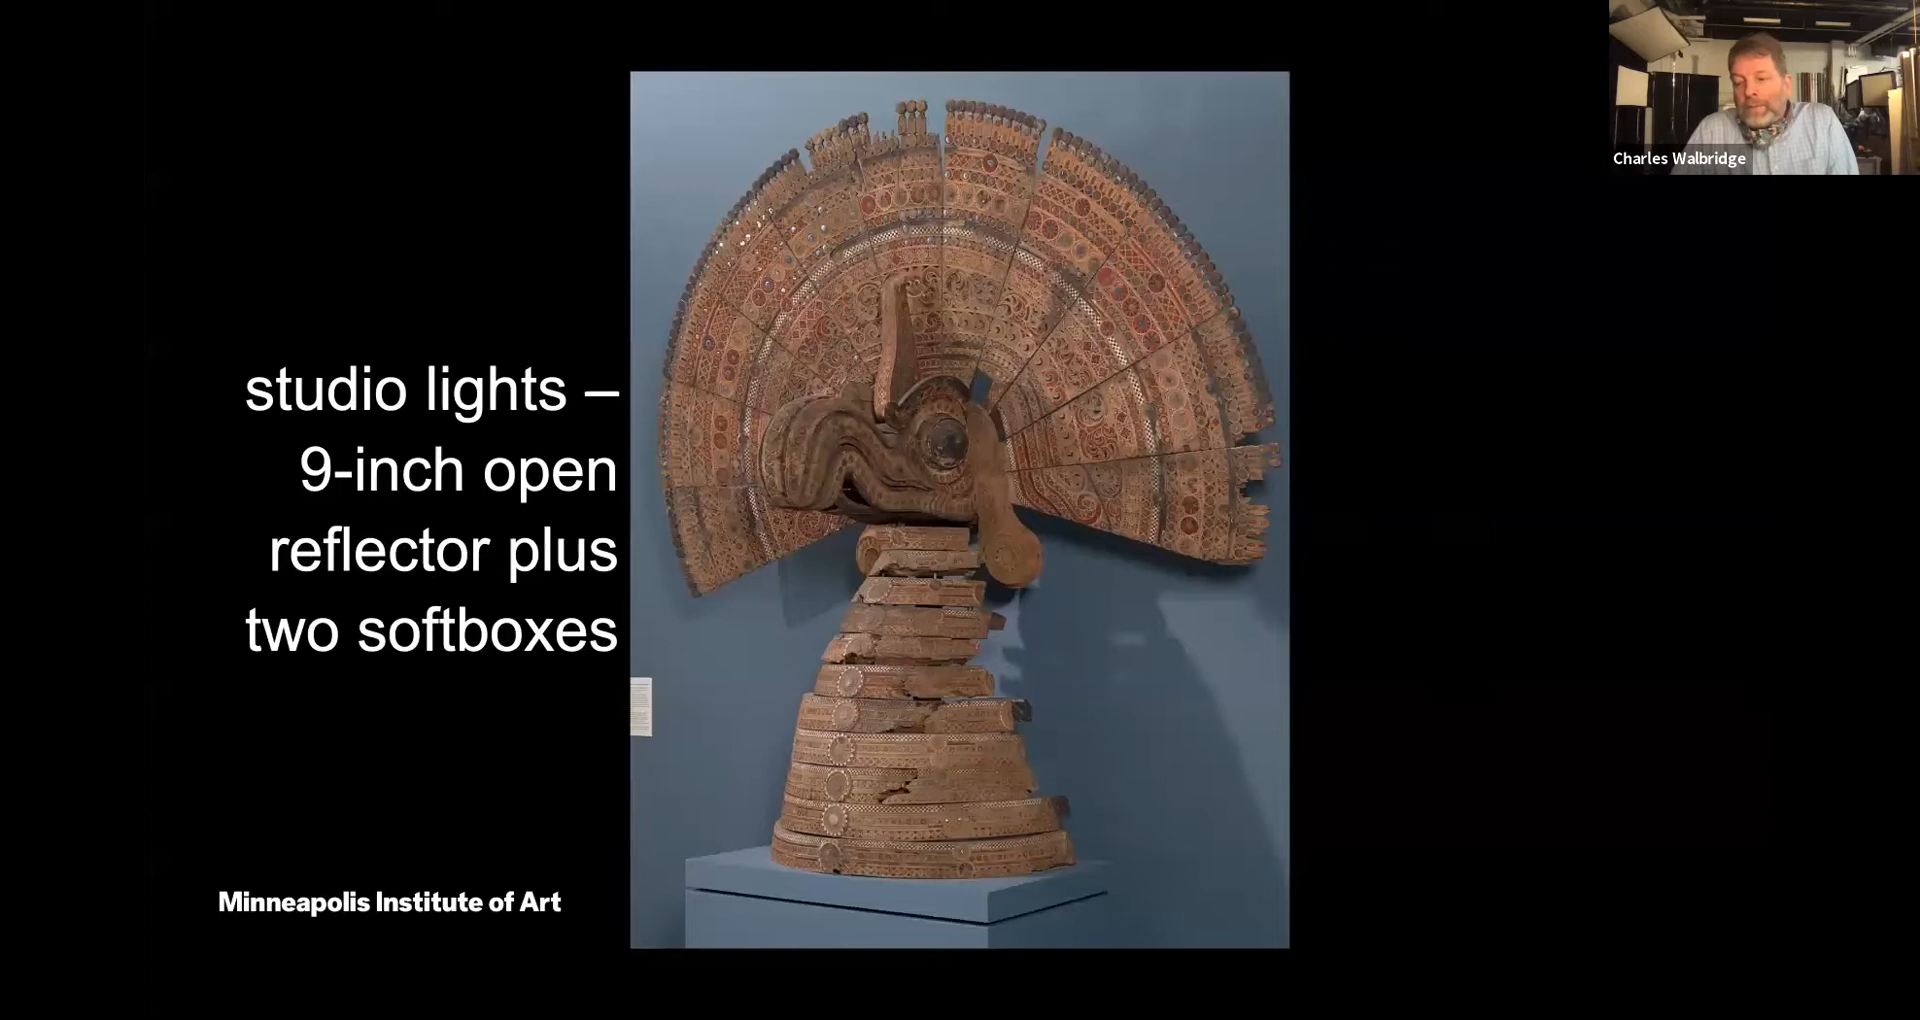 studio lights –
9-inch open
reflector plus
two softboxes
Minneapolis Institute of Art
Charles Walbridge